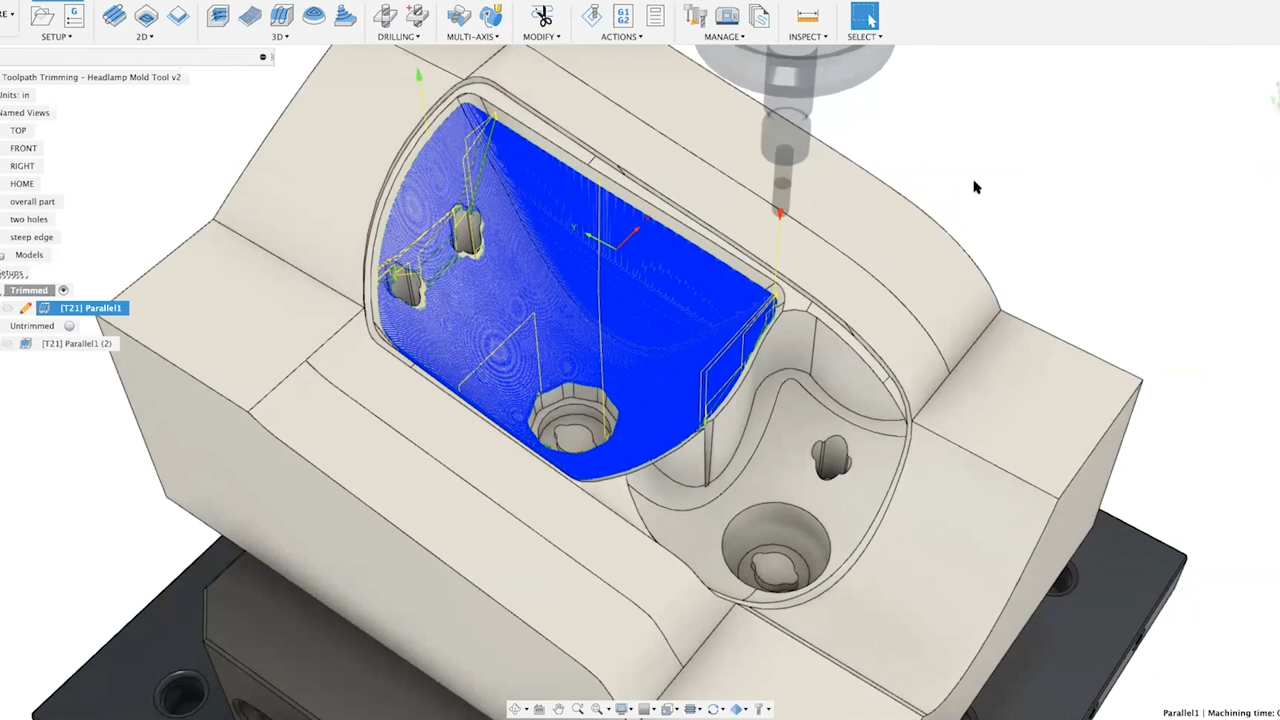 SETUP
2D
3D
DRILLING
MULTI-AXIS
MODIFY
G1
G2
ACTIONS
MANAGE
INSPECT
SELECT
Toolpath Trimming - Headlamp Mold Tool v2
Units: in
Named Views
TOP
FRONT
RIGHT
HOME
overall part
two holes
steep edge
Models
Setups
Trimmed
[T21] Parallel1
Untrimmed
[T21] Parallel1 (2)
Parallel1 | Machining time: 0